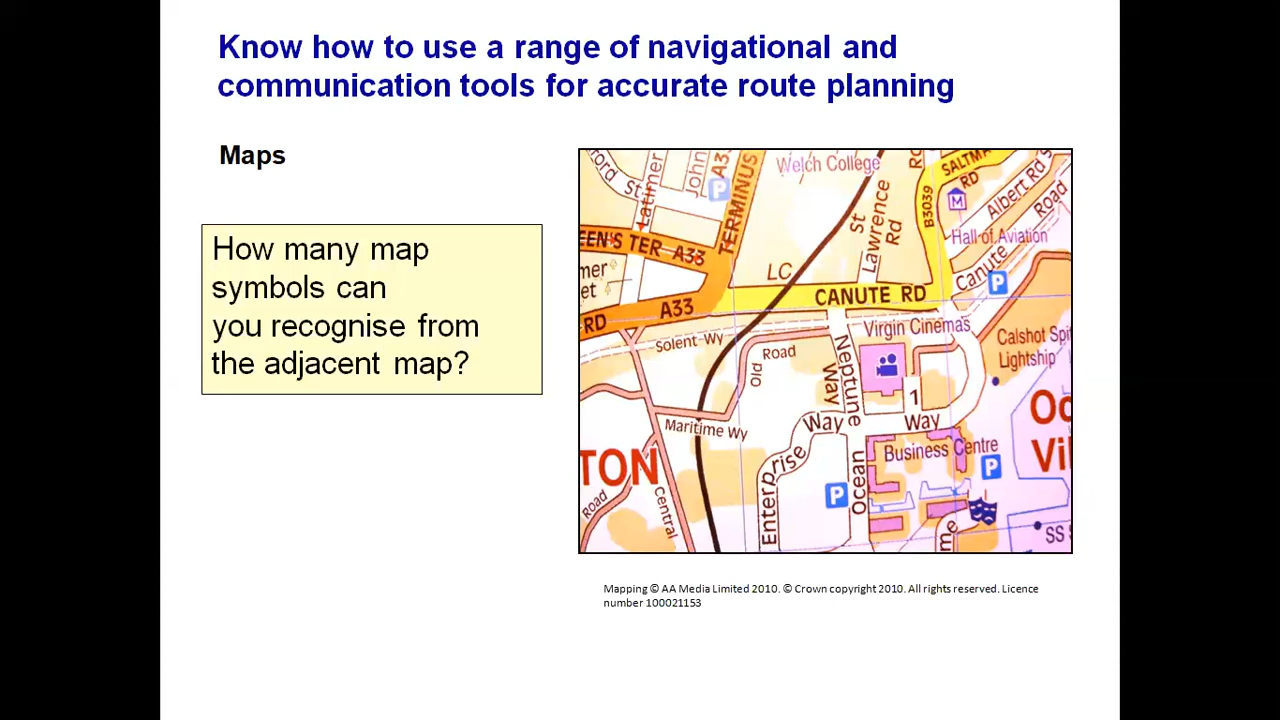 Know how to use a range of navigational and
communication tools for accurate route planning
Maps
How many map
symbols can
you recognise from
the adjacent map?
Welch College
SALTMA
RD
St
Latimer
John
A33
P
TERMINUS
B3039
M
Albert Rd S
Road
St
Lawrence
Rd
Hall of Aviation
EEN'S TER A33
Canute
P
LC
CANUTE RD
A33
RD
Solent Wy
Virgin Cinemas
Calshot Spit
Lightship
Old
Road
Neptune
Way
1
Maritime Wy
Way
Way
TON
Enterprise
Ocean
Business Centre
P
P
Road
Central
SS
Mapping © AA Media Limited 2010. © Crown copyright 2010. All rights reserved. Licence
number 100021153